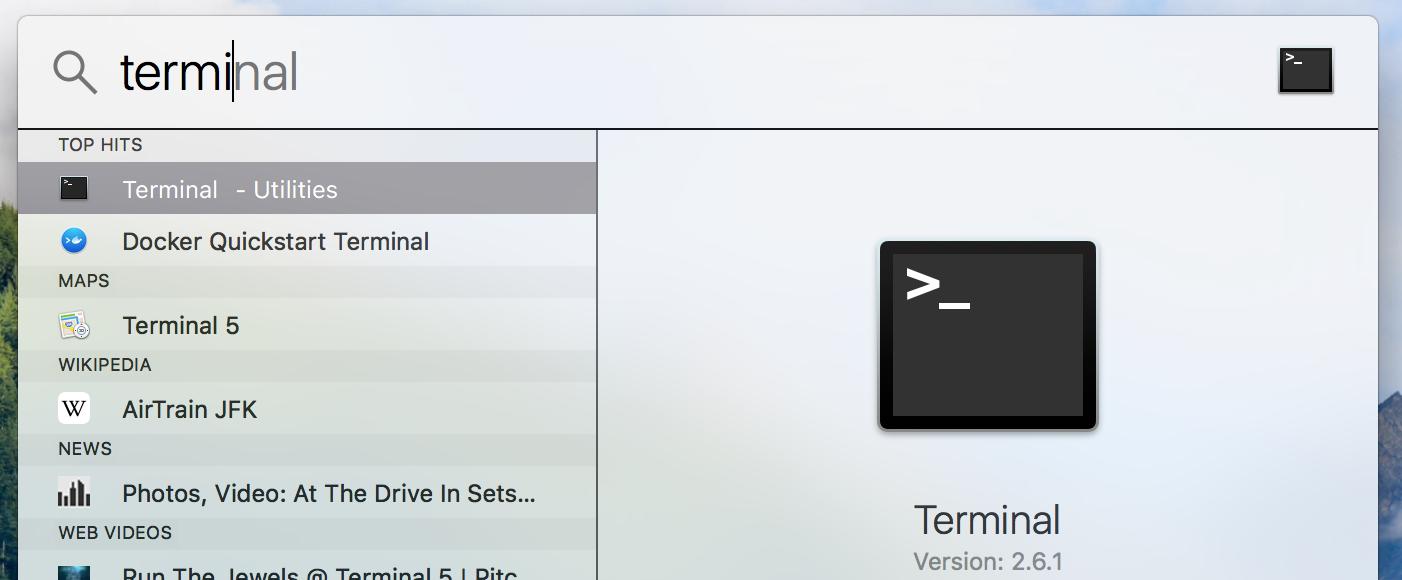 terminal
TOP HITS
Terminal - Utilities
Docker Quickstart Terminal
MAPS
Terminal 5
WIKIPEDIA
W AirTrain JFK
NEWS
Photos, Video: At The Drive In Sets...
WEB VIDEOS
Run The Jewels @ Terminal 5 | Pitc
>_
Terminal
Version: 2.6.1